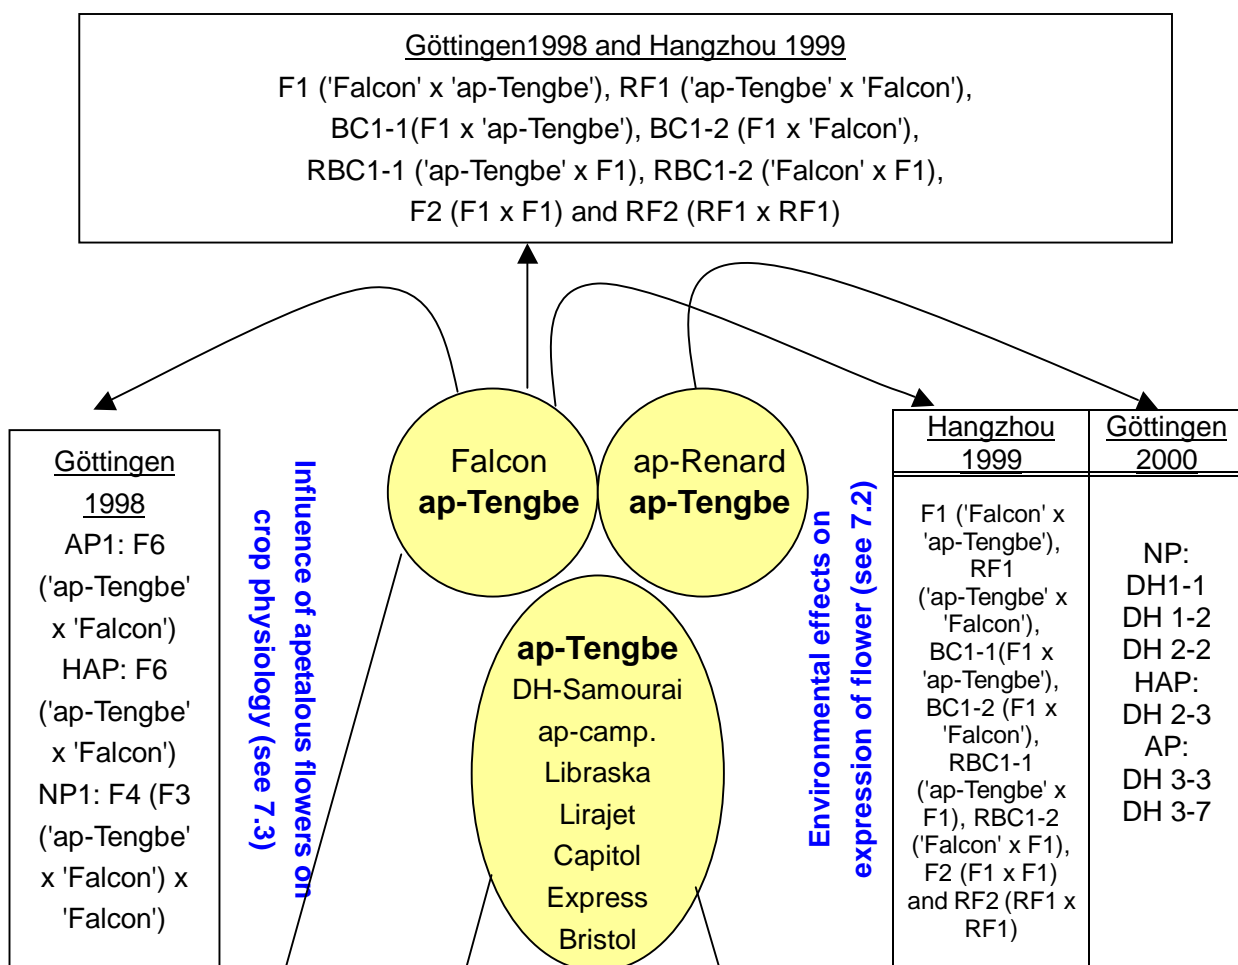 Göttingen1998 and Hangzhou 1999
F1 ('Falcon' x 'ap-Tengbe'), RF1 ('ap-Tengbe' x 'Falcon'),
BC1-1(F1 x 'ap-Tengbe'), BC1-2 (F1 x 'Falcon'),
RBC1-1 ('ap-Tengbe' x F1), RBC1-2 ('Falcon' x F1),
F2 (F1 x F1) and RF2 (RF1 x RF1)
Göttingen
1998
AP1: F6
('ap-Tengbe'
x 'Falcon')
HAP: F6
('ap-Tengbe'
x 'Falcon')
NP1: F4 (F3
('ap-Tengbe'
x 'Falcon') x
'Falcon')
Influence of apetalous flowers on
crop physiology (see 7.3)
Falcon
ap-Tengbe
ap-Renard
ap-Tengbe
ap-Tengbe
DH-Samourai
ap-camp.
Libraska
Lirajet
Capitol
Express
Bristol
Environmental effects on
expression of flower (see 7.2)
Hangzhou
1999
F1 ('Falcon' x
'ap-Tengbe'),
RF1
('ap-Tengbe' x
'Falcon'),
BC1-1(F1 x
'ap-Tengbe'),
BC1-2 (F1 x
'Falcon'),
RBC1-1
('ap-Tengbe' x
F1), RBC1-2
('Falcon' x F1),
F2 (F1 x F1)
and RF2 (RF1 x
RF1)
Göttingen
2000
NP:
DH1-1
DH 1-2
DH 2-2
HAP:
DH 2-3
AP:
DH 3-3
DH 3-7